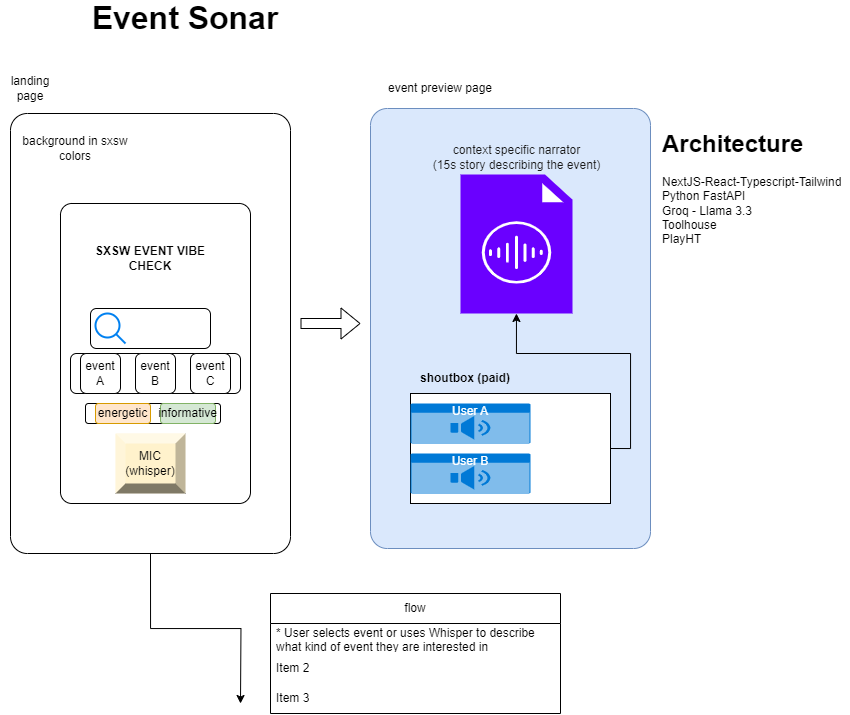 Event Sonar
landing
page
background in sxsw
colors
SXSW EVENT VIBE
CHECK
event
A
event
B
event
C
energetic
informative
MIC
(whisper)
event preview page
context specific narrator
(15s story describing the event)
shoutbox (paid)
User A
User B
Architecture
NextJS-React-Typescript-Tailwind
Python FastAPI
Groq - Llama 3.3
Toolhouse
PlayHT
flow
* User selects event or uses Whisper to describe
what kind of event they are interested in
Item 2
Item 3